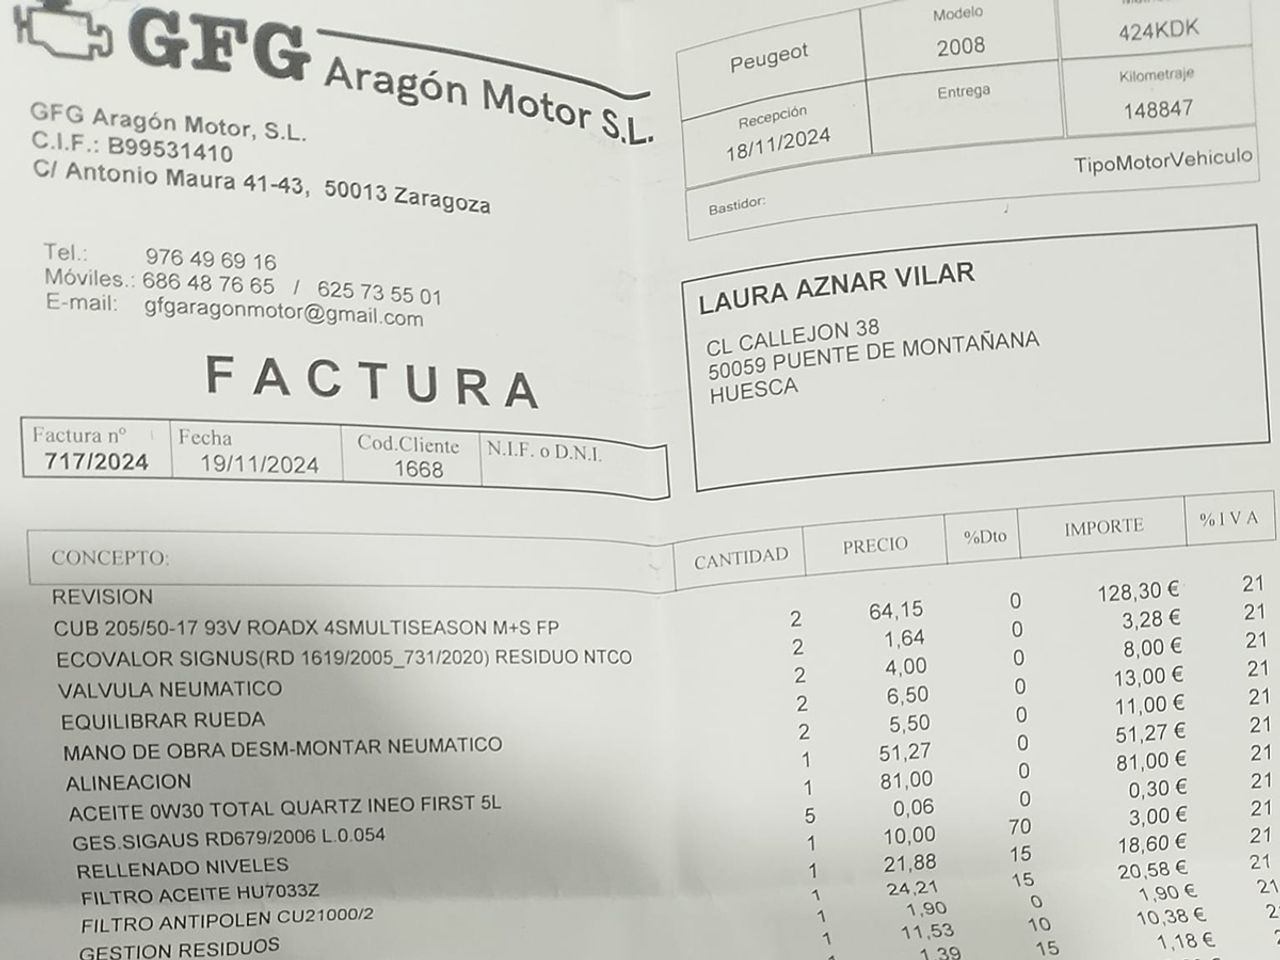 GFG Aragón Motor S.L.
GFG Aragón Motor, S.L.
C.I.F.: B99531410
C/ Antonio Maura 41-43, 50013 Zaragoza
Tel.: 976 49 69 16
Móviles.: 686 48 76 65 / 625 73 55 01
E-mail: gfgaragonmotor@gmail.com
FACTURA
Factura nº Fecha Cod.Cliente N.I.F. o D.N.I.
717/2024 19/11/2024 1668
Peugeot
Modelo
2008
424KDK
Recepción
18/11/2024
Entrega
Kilometraje
148847
TipoMotorVehiculo
Bastidor:
LAURA AZNAR VILAR
CL CALLEJON 38
50059 PUENTE DE MONTAÑANA
HUESCA
CONCEPTO: CANTIDAD PRECIO %Dto IMPORTE % I V A
REVISION
CUB 205/50-17 93V ROADX 4SMULTISEASON M+S FP 2 64,15 0 128,30 € 21
ECOVALOR SIGNUS(RD 1619/2005_731/2020) RESIDUO NTCO 2 1,64 0 3,28 € 21
VALVULA NEUMATICO 2 4,00 0 8,00 € 21
EQUILIBRAR RUEDA 2 6,50 0 13,00 € 21
MANO DE OBRA DESM-MONTAR NEUMATICO 2 5,50 0 11,00 € 21
ALINEACION 1 51,27 0 51,27 € 21
ACEITE 0W30 TOTAL QUARTZ INEO FIRST 5L 1 81,00 0 81,00 € 21
GES.SIGAUS RD679/2006 L.0.054 5 0,06 0 0,30 € 21
RELLENADO NIVELES 1 10,00 70 3,00 € 21
FILTRO ACEITE HU7033Z 1 21,88 15 18,60 € 21
FILTRO ANTIPOLEN CU21000/2 1 24,21 15 20,58 € 21
GESTION RESIDUOS 1 1,90 0 1,90 € 21
1 11,53 10 10,38 €
1 1,39 15 1,18 €